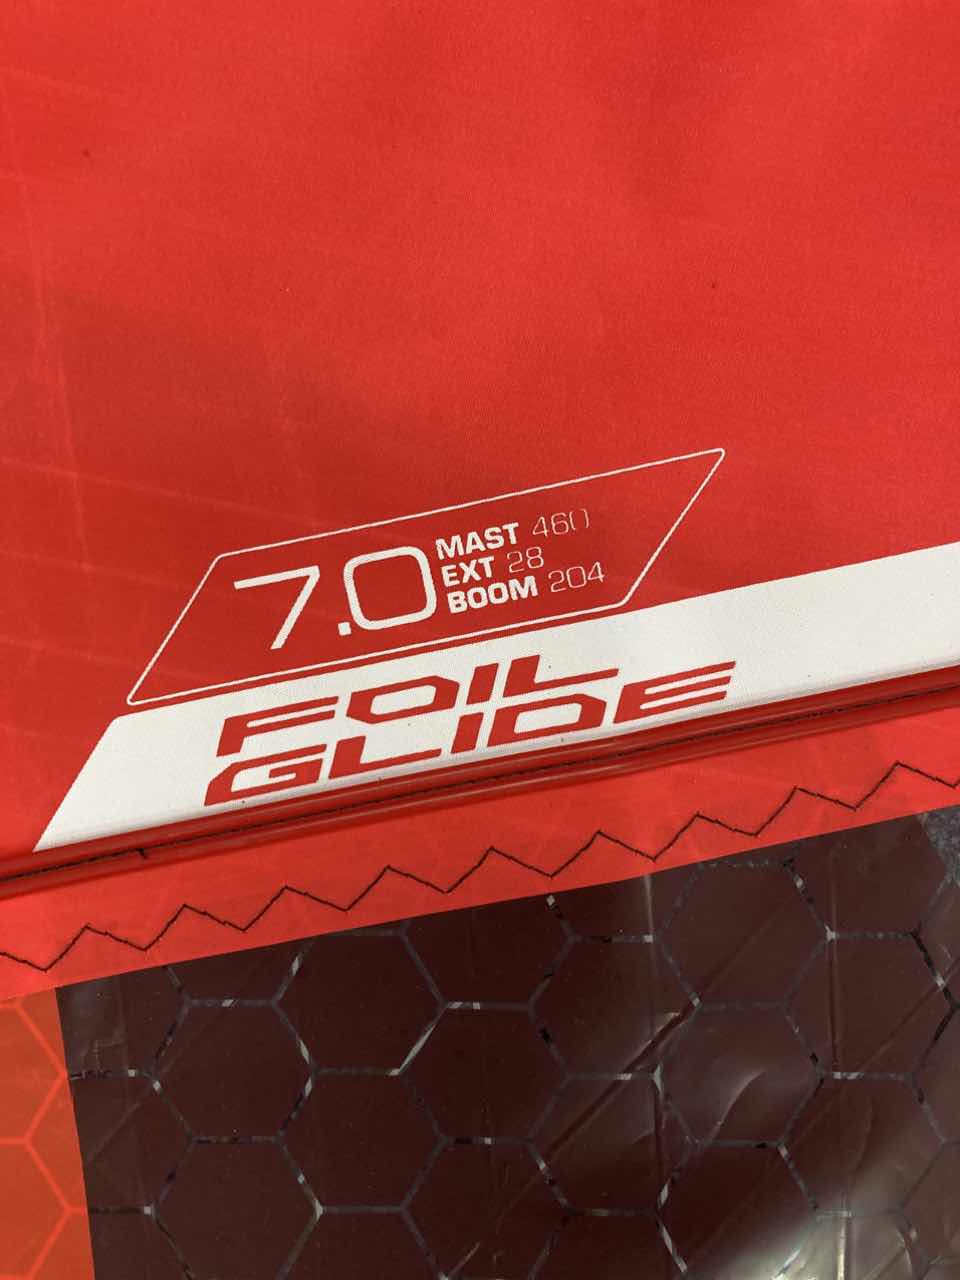 7.0
MAST 460
EXT 28
BOOM 204
FOIL
GLIDE